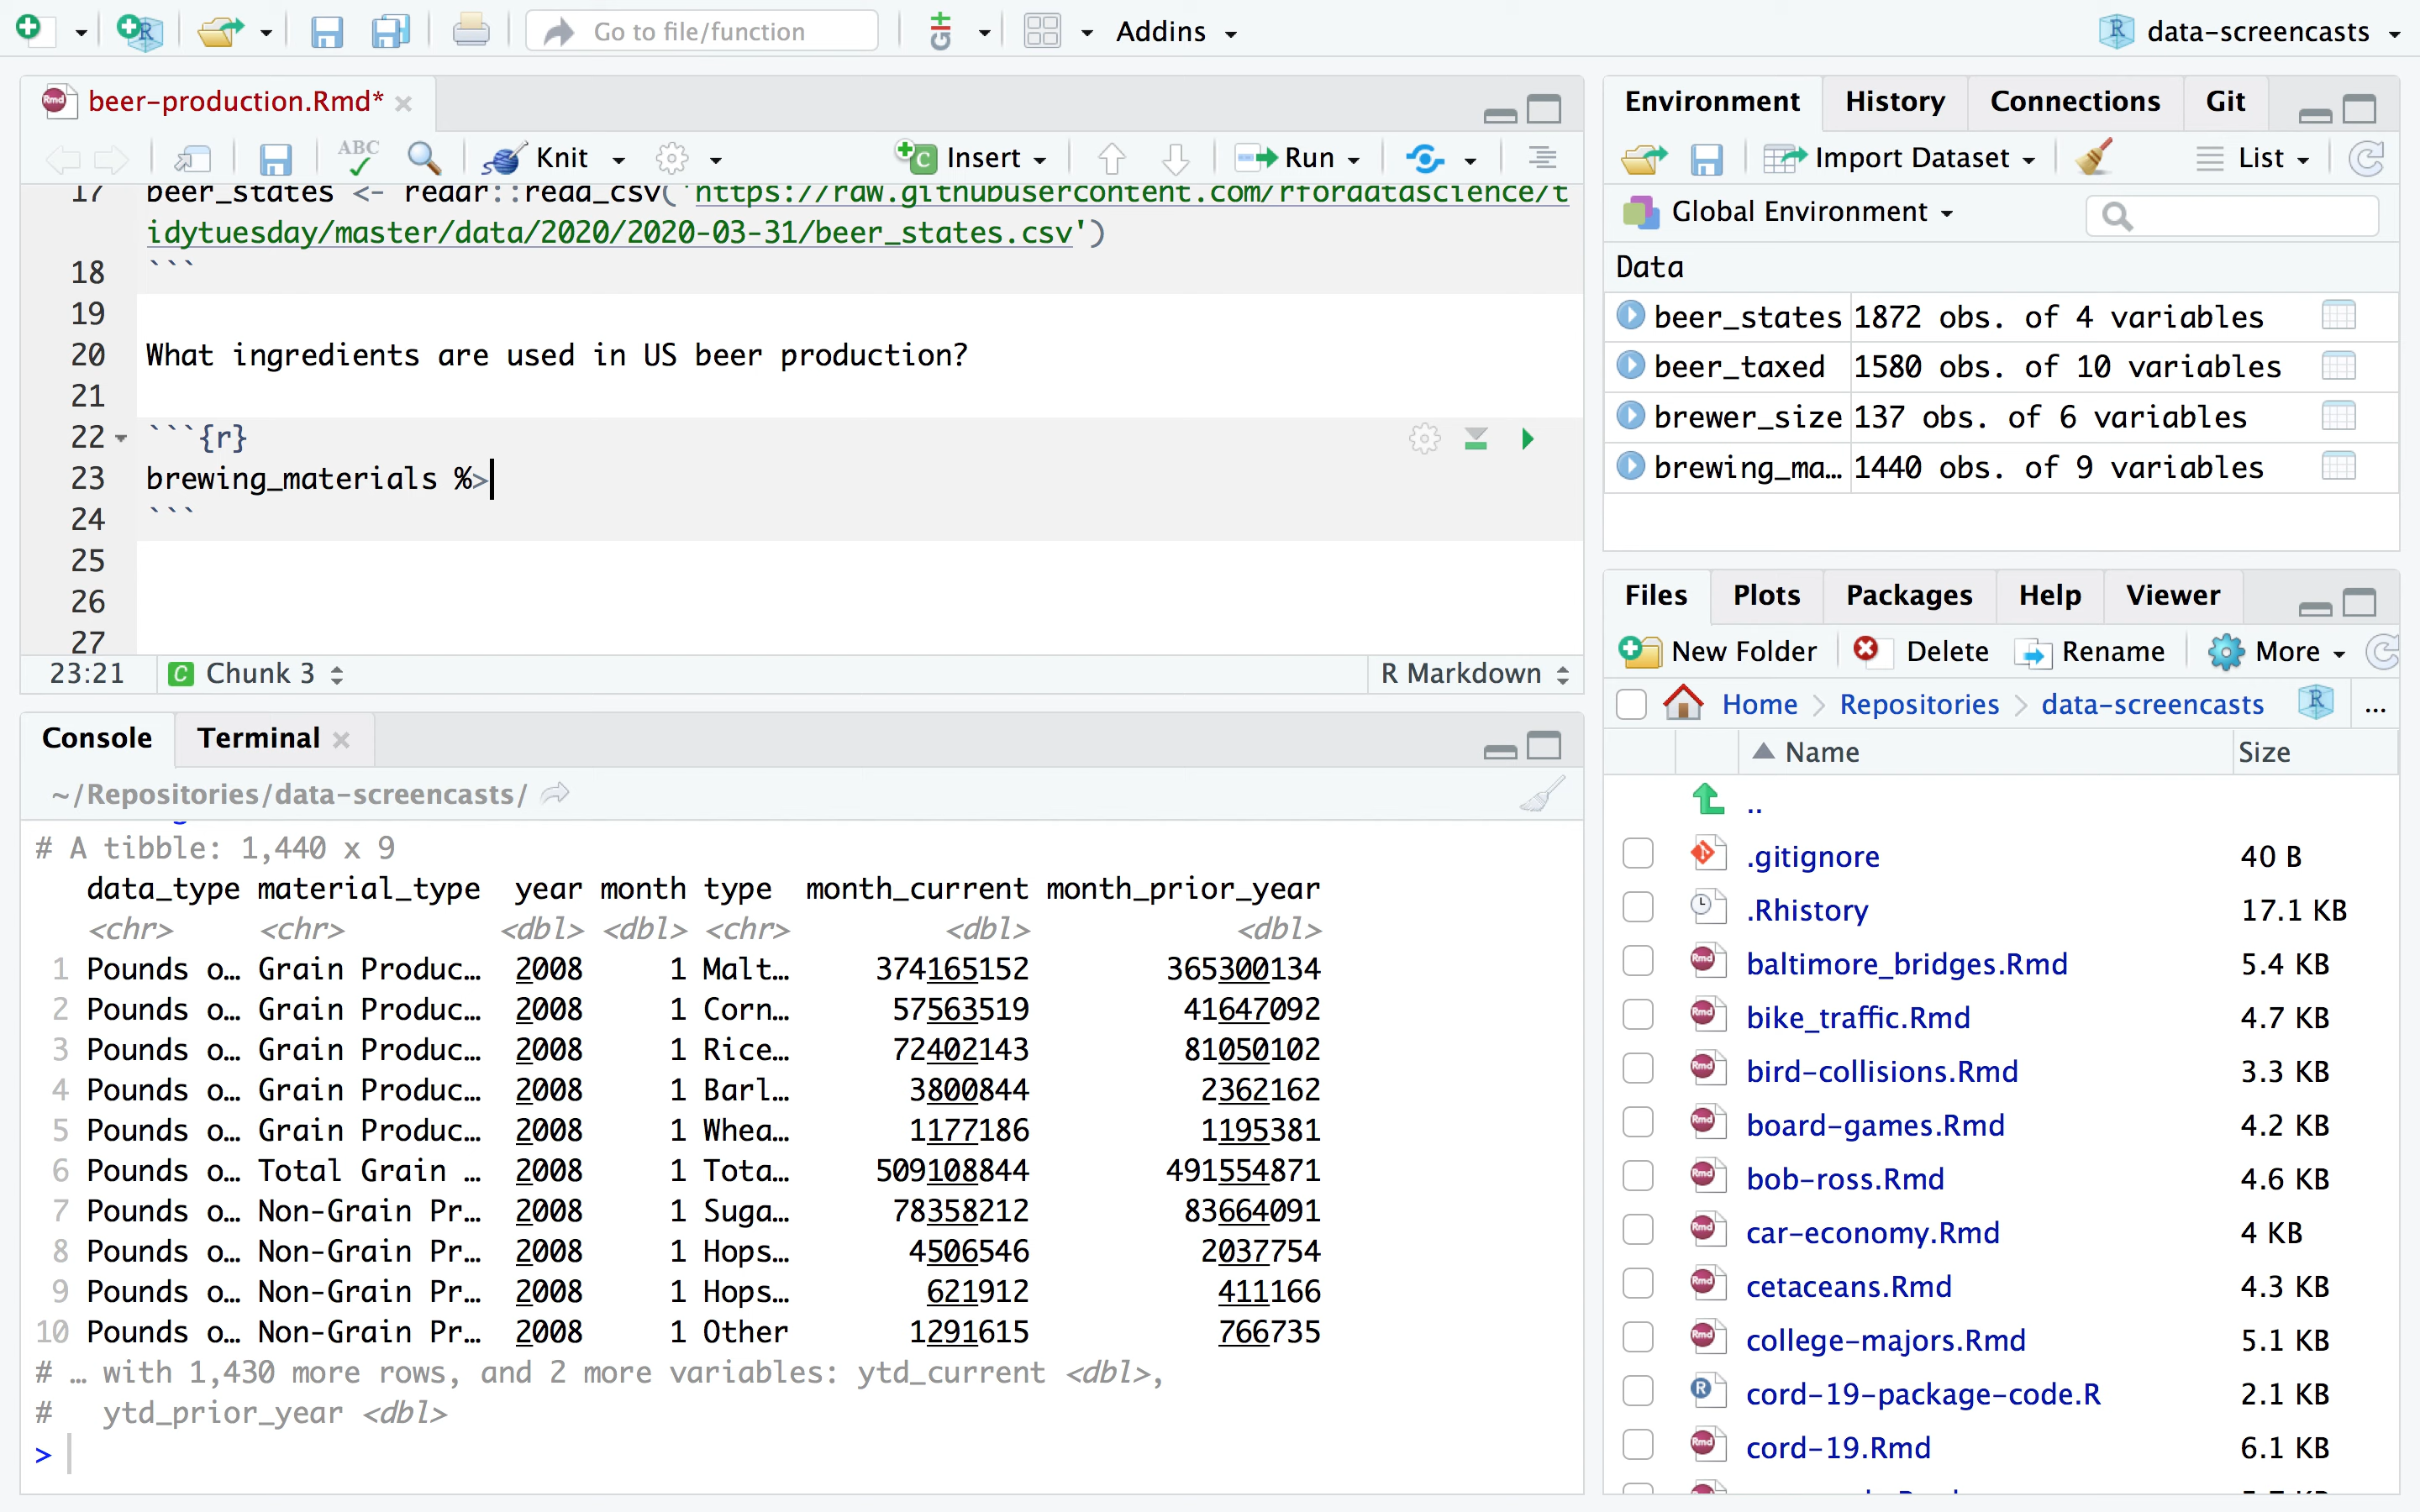 Go to file/function
Addins
data-screencasts
beer-production.Rmd*
ABC
Knit
Insert
Run
17 beer_states <- readr::read_csv('https://raw.githubusercontent.com/rfordatascience/t
idytuesday/master/data/2020/2020-03-31/beer_states.csv')
18 ```
19
20 What ingredients are used in US beer production?
21
22 ```{r}
23 brewing_materials %>
24 ```
25
26
27
23:21 Chunk 3 R Markdown
Console Terminal
~/Repositories/data-screencasts/
# A tibble: 1,440 x 9
data_type material_type year month type month_current month_prior_year
<chr> <chr> <dbl> <dbl> <chr> <dbl> <dbl>
1 Pounds o… Grain Produc… 2008 1 Malt… 374165152 365300134
2 Pounds o… Grain Produc… 2008 1 Corn… 57563519 41647092
3 Pounds o… Grain Produc… 2008 1 Rice… 72402143 81050102
4 Pounds o… Grain Produc… 2008 1 Barl… 3800844 2362162
5 Pounds o… Grain Produc… 2008 1 Whea… 1177186 1195381
6 Pounds o… Total Grain … 2008 1 Tota… 509108844 491554871
7 Pounds o… Non-Grain Pr… 2008 1 Suga… 78358212 83664091
8 Pounds o… Non-Grain Pr… 2008 1 Hops… 4506546 2037754
9 Pounds o… Non-Grain Pr… 2008 1 Hops… 621912 411166
10 Pounds o… Non-Grain Pr… 2008 1 Other 1291615 766735
# … with 1,430 more rows, and 2 more variables: ytd_current <dbl>,
# ytd_prior_year <dbl>
>
Environment History Connections Git
Import Dataset List
Global Environment
Data
beer_states 1872 obs. of 4 variables
beer_taxed 1580 obs. of 10 variables
brewer_size 137 obs. of 6 variables
brewing_ma… 1440 obs. of 9 variables
Files Plots Packages Help Viewer
New Folder Delete Rename More
Home Repositories data-screencasts ...
Name Size
..
.gitignore 40 B
.Rhistory 17.1 KB
baltimore_bridges.Rmd 5.4 KB
bike_traffic.Rmd 4.7 KB
bird-collisions.Rmd 3.3 KB
board-games.Rmd 4.2 KB
bob-ross.Rmd 4.6 KB
car-economy.Rmd 4 KB
cetaceans.Rmd 4.3 KB
college-majors.Rmd 5.1 KB
cord-19-package-code.R 2.1 KB
cord-19.Rmd 6.1 KB